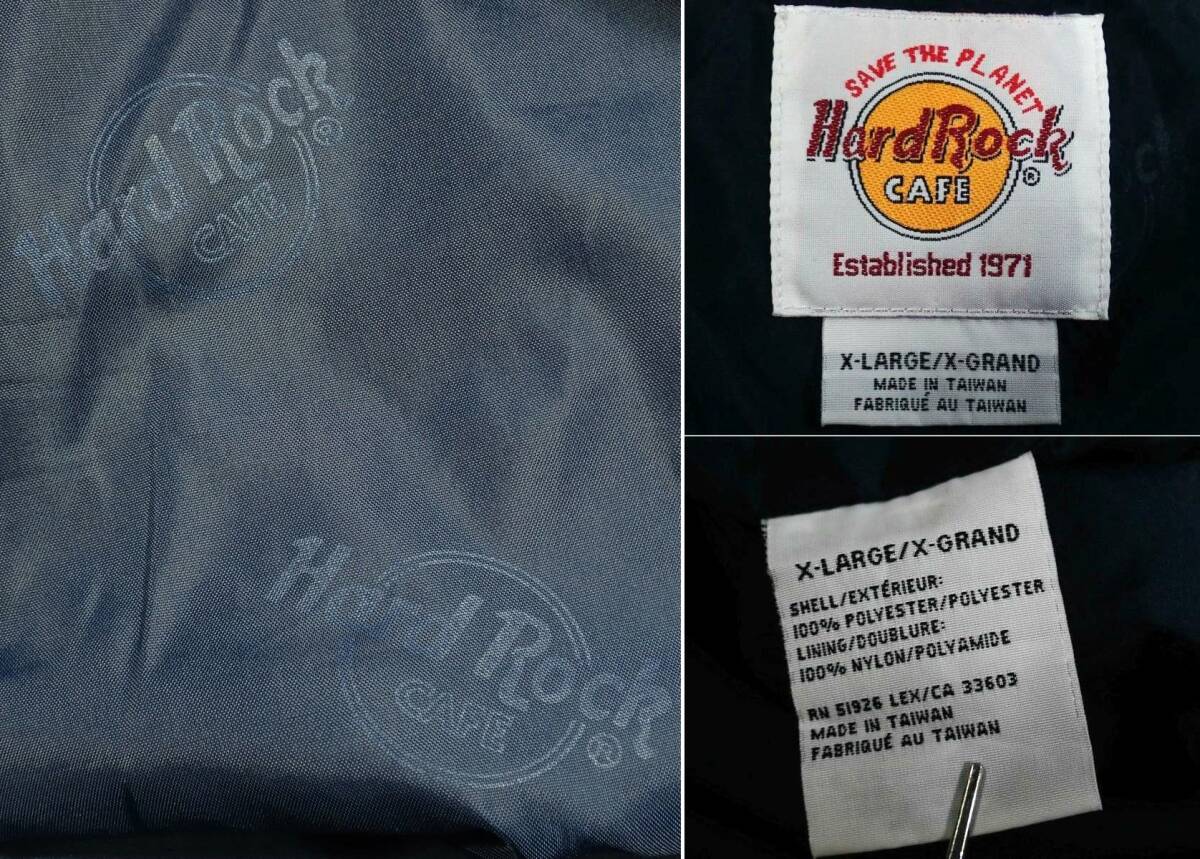 Hard Rock
CAFE
®
Hard Rock
CAFE
®
SAVE THE PLANET
Hard Rock
CAFE
®
Established 1971
X-LARGE/X-GRAND
MADE IN TAIWAN
FABRIQUÉ AU TAIWAN
X-LARGE/X-GRAND
SHELL/EXTÉRIEUR:
100% POLYESTER/POLYESTER
LINING/DOUBLURE:
100% NYLON/POLYAMIDE
RN 51926 LEX/CA 33603
MADE IN TAIWAN
FABRIQUÉ AU TAIWAN